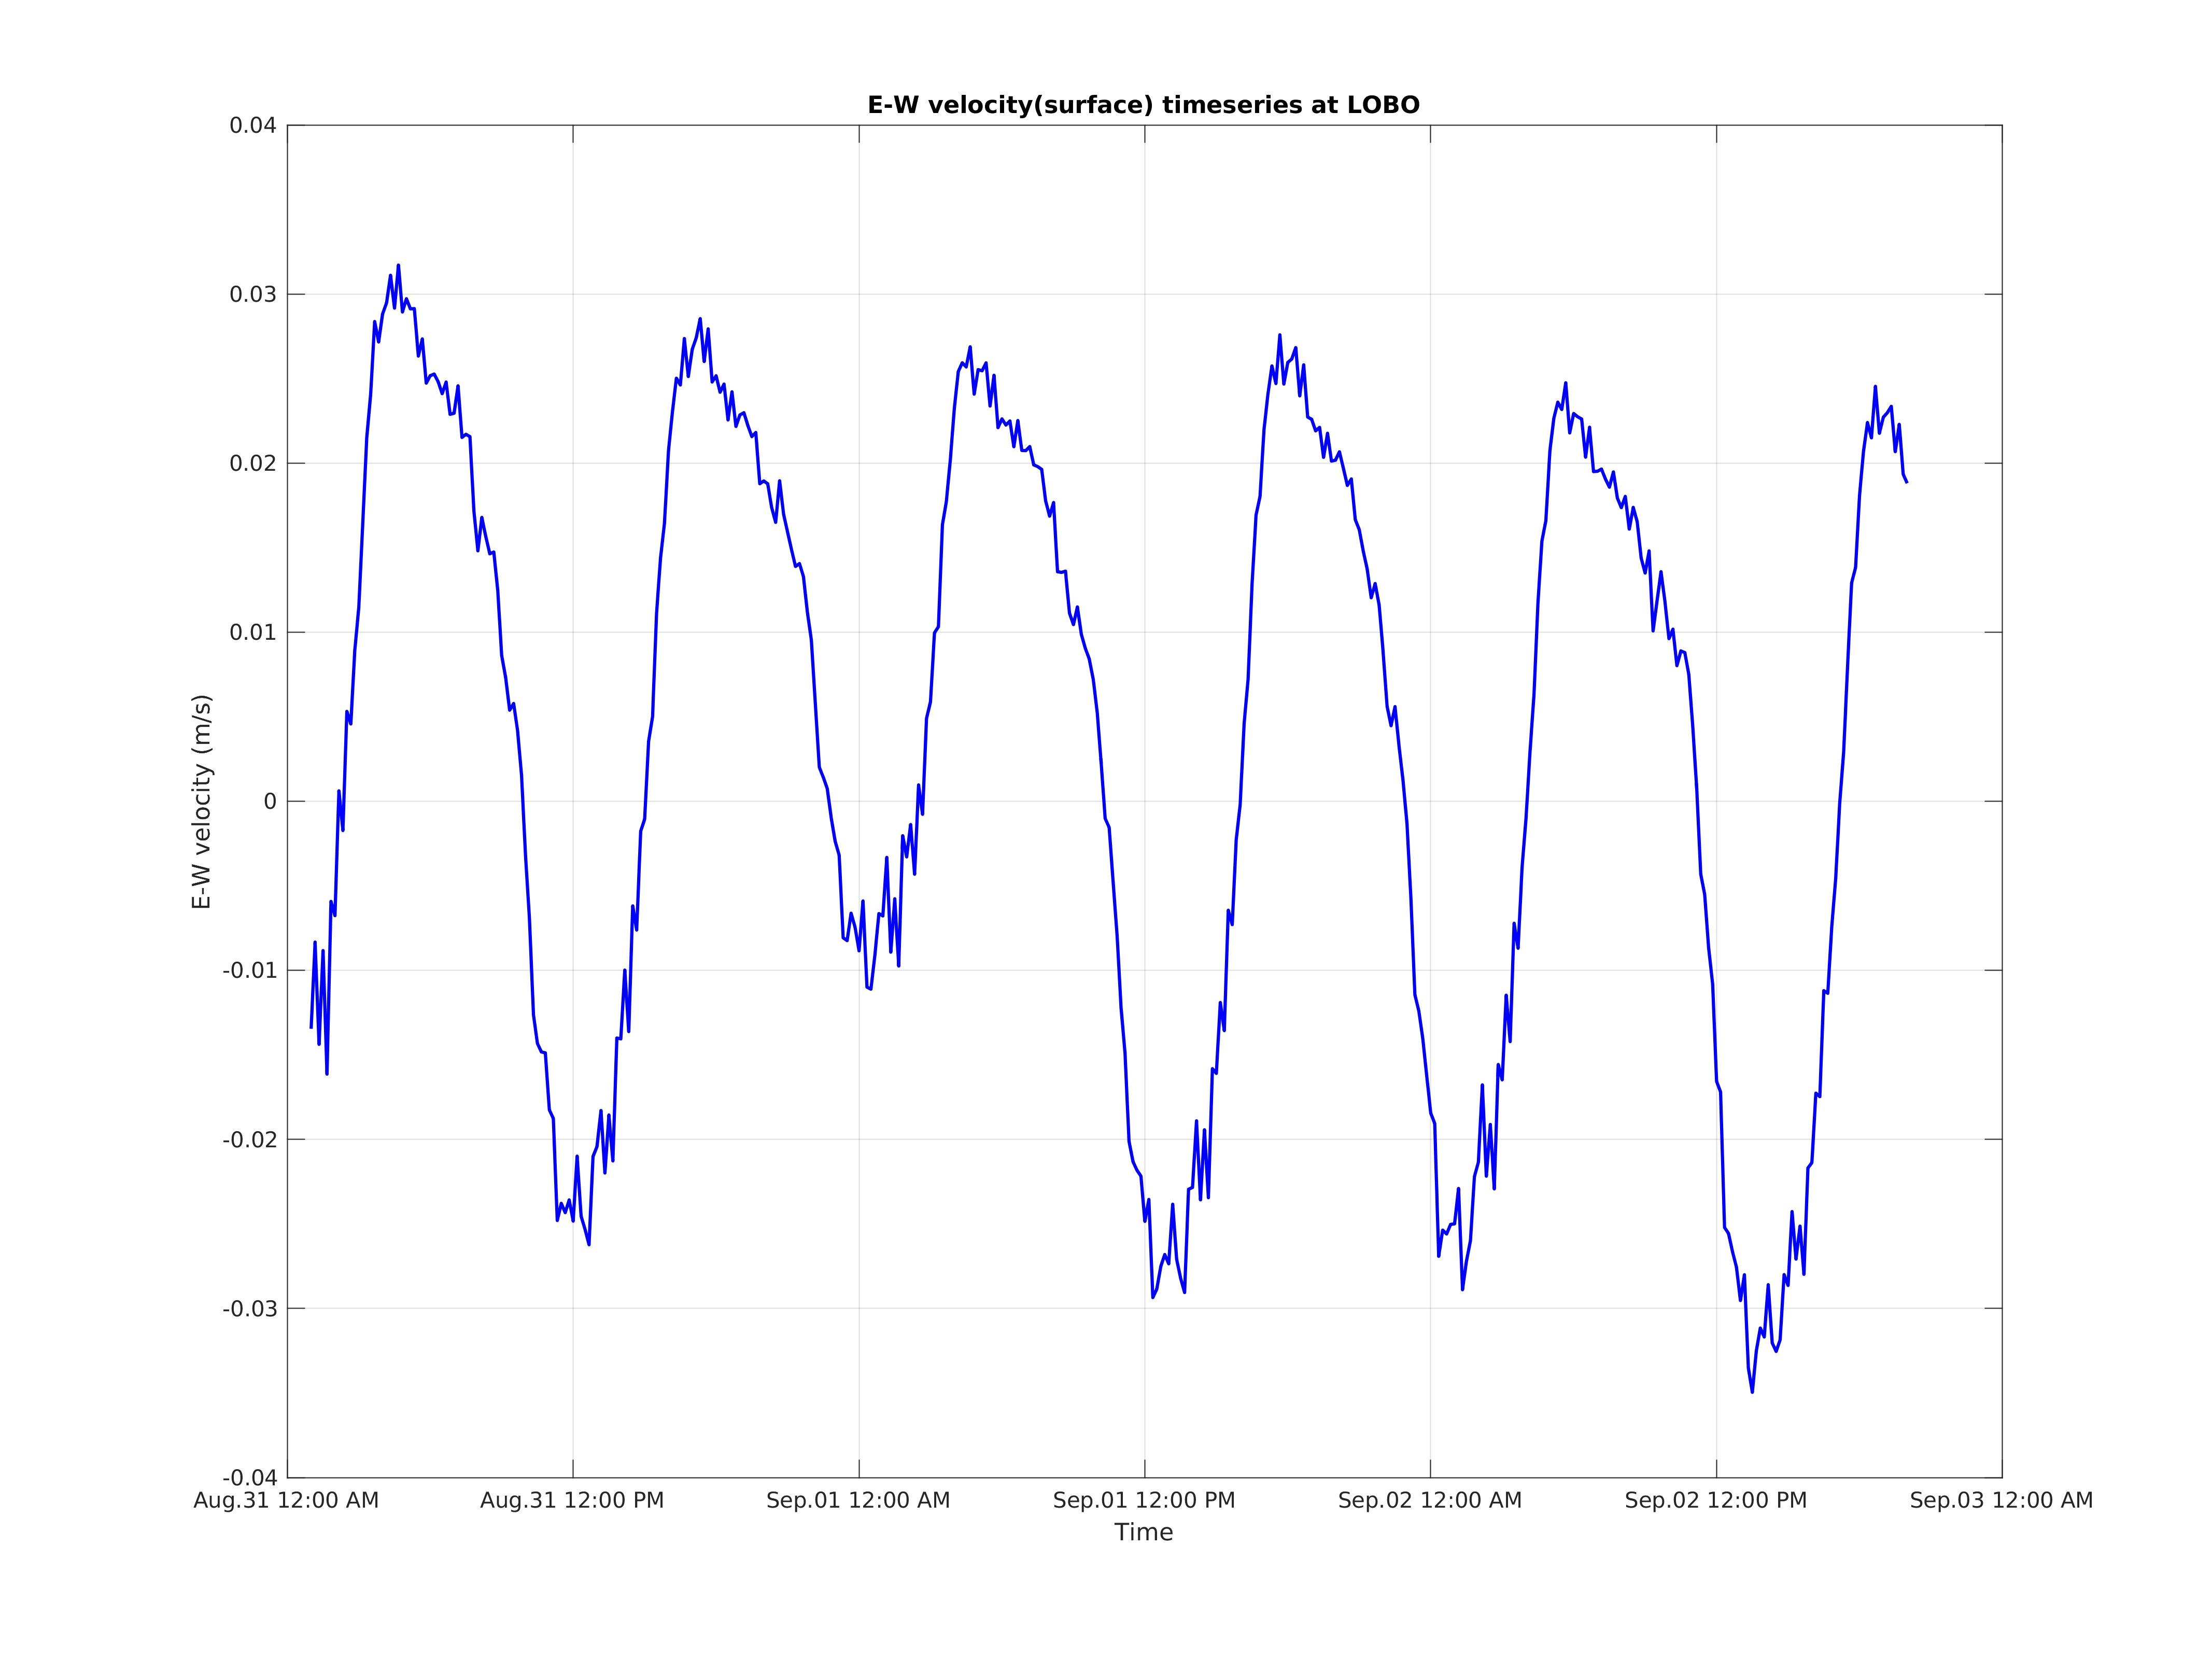 E-W velocity(surface) timeseries at LOBO
0.04
0.03
0.02
0.01
0
-0.01
-0.02
-0.03
-0.04
E-W velocity (m/s)
Aug.31 12:00 AM Aug.31 12:00 PM Sep.01 12:00 AM Sep.01 12:00 PM Sep.02 12:00 AM Sep.02 12:00 PM Sep.03 12:00 AM
Time